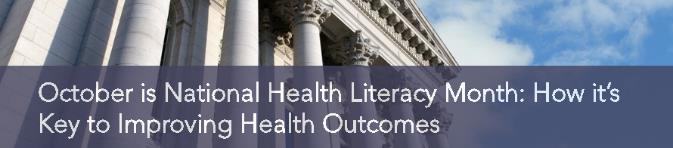 October is National Health Literacy Month: How it's
Key to Improving Health Outcomes